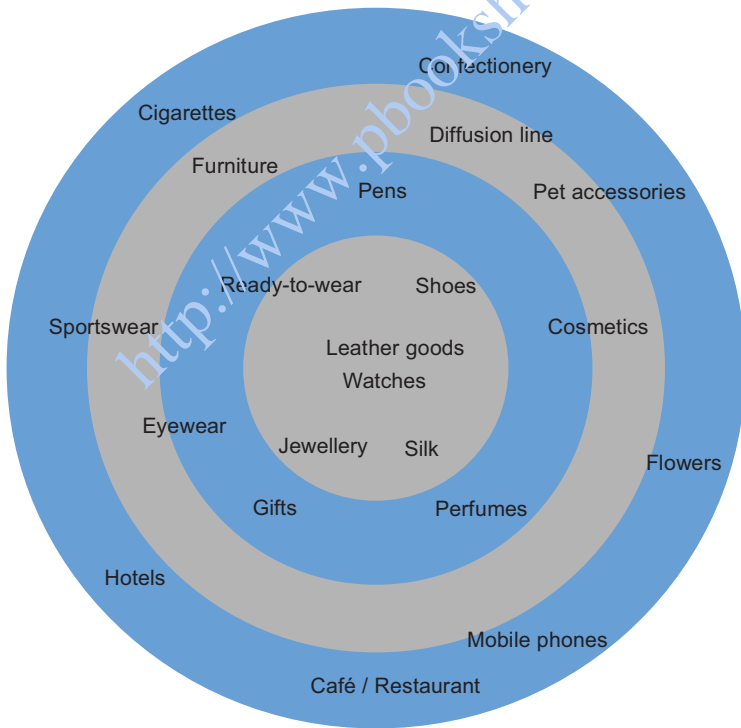 Confectionery
Cigarettes
Diffusion line
Furniture
Pens
Pet accessories
Ready-to-wear
Shoes
Sportswear
Cosmetics
Leather goods
Watches
Eyewear
Jewellery
Silk
Flowers
Gifts
Perfumes
Hotels
Mobile phones
Café / Restaurant